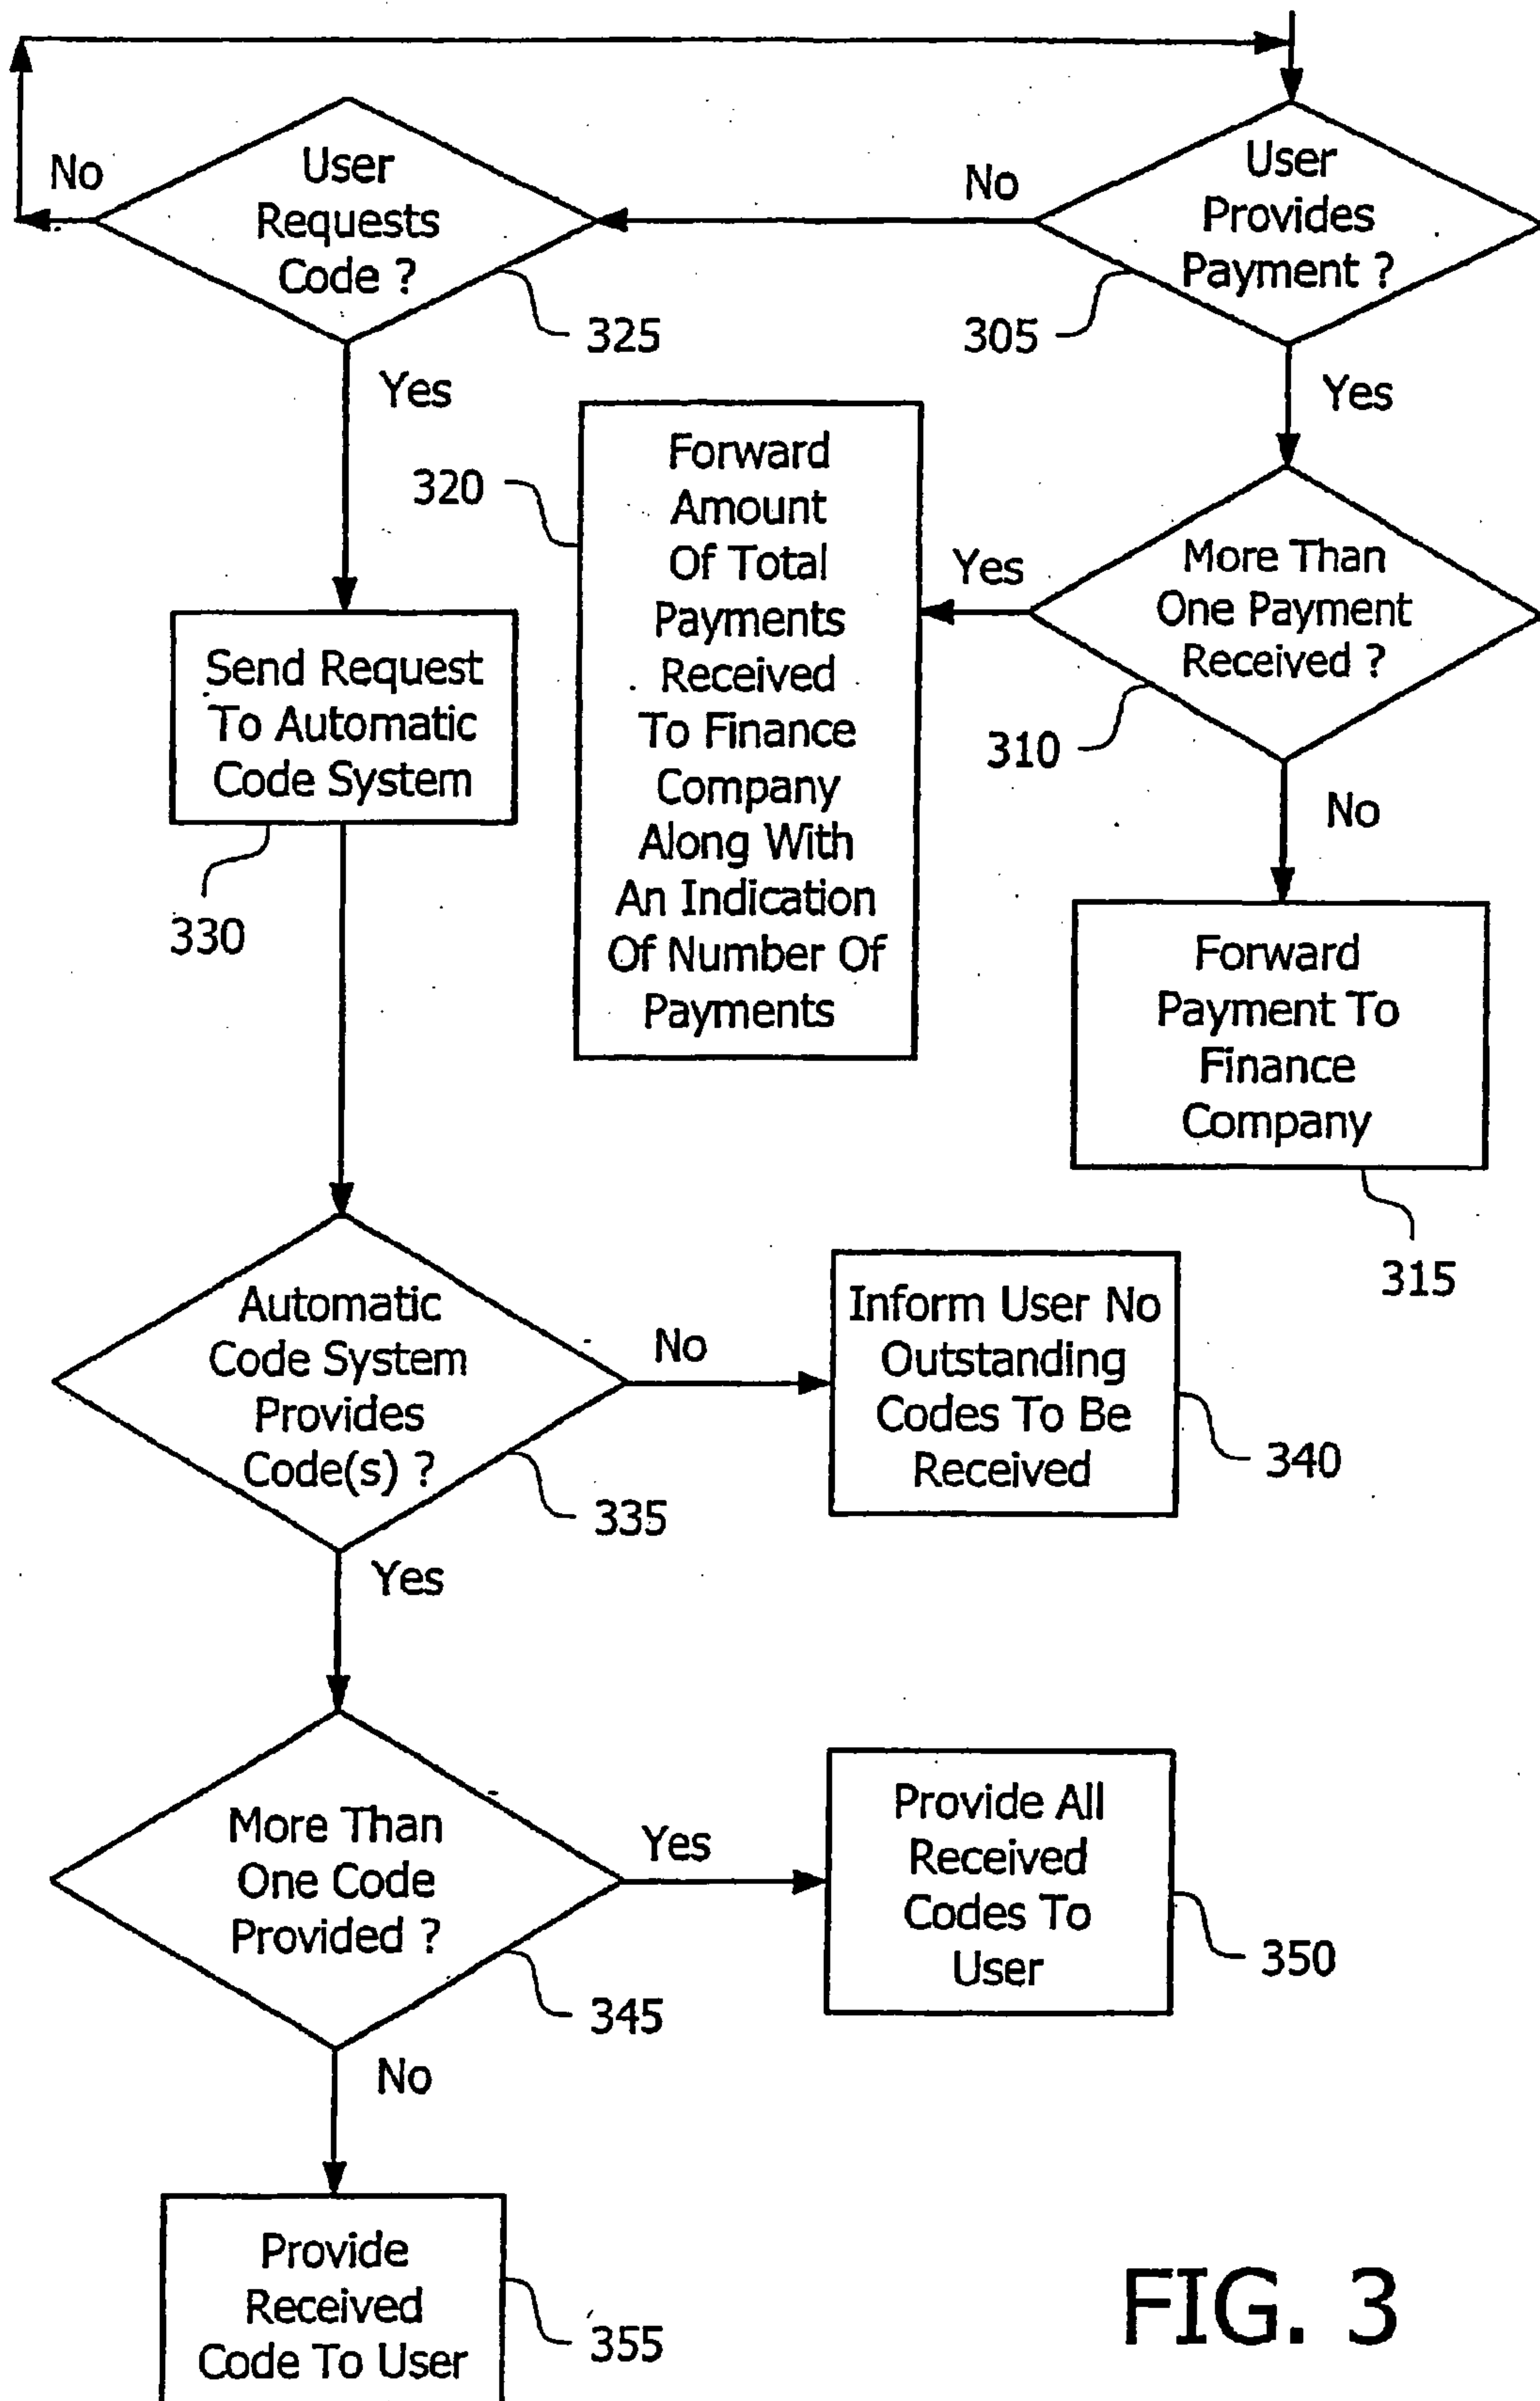 User
Provides
Payment ?
305
No
Yes
User
Requests
Code ?
325
No
Yes
More Than
One Payment
Received ?
310
Yes
No
Forward
Amount
Of Total
Payments
Received
To Finance
Company
Along With
An Indication
Of Number Of
Payments
320
Forward
Payment To
Finance
Company
315
Send Request
To Automatic
Code System
330
Automatic
Code System
Provides
Code(s) ?
335
No
Yes
Inform User No
Outstanding
Codes To Be
Received
340
More Than
One Code
Provided ?
345
Yes
No
Provide All
Received
Codes To
User
350
Provide
Received
Code To User
355
FIG. 3